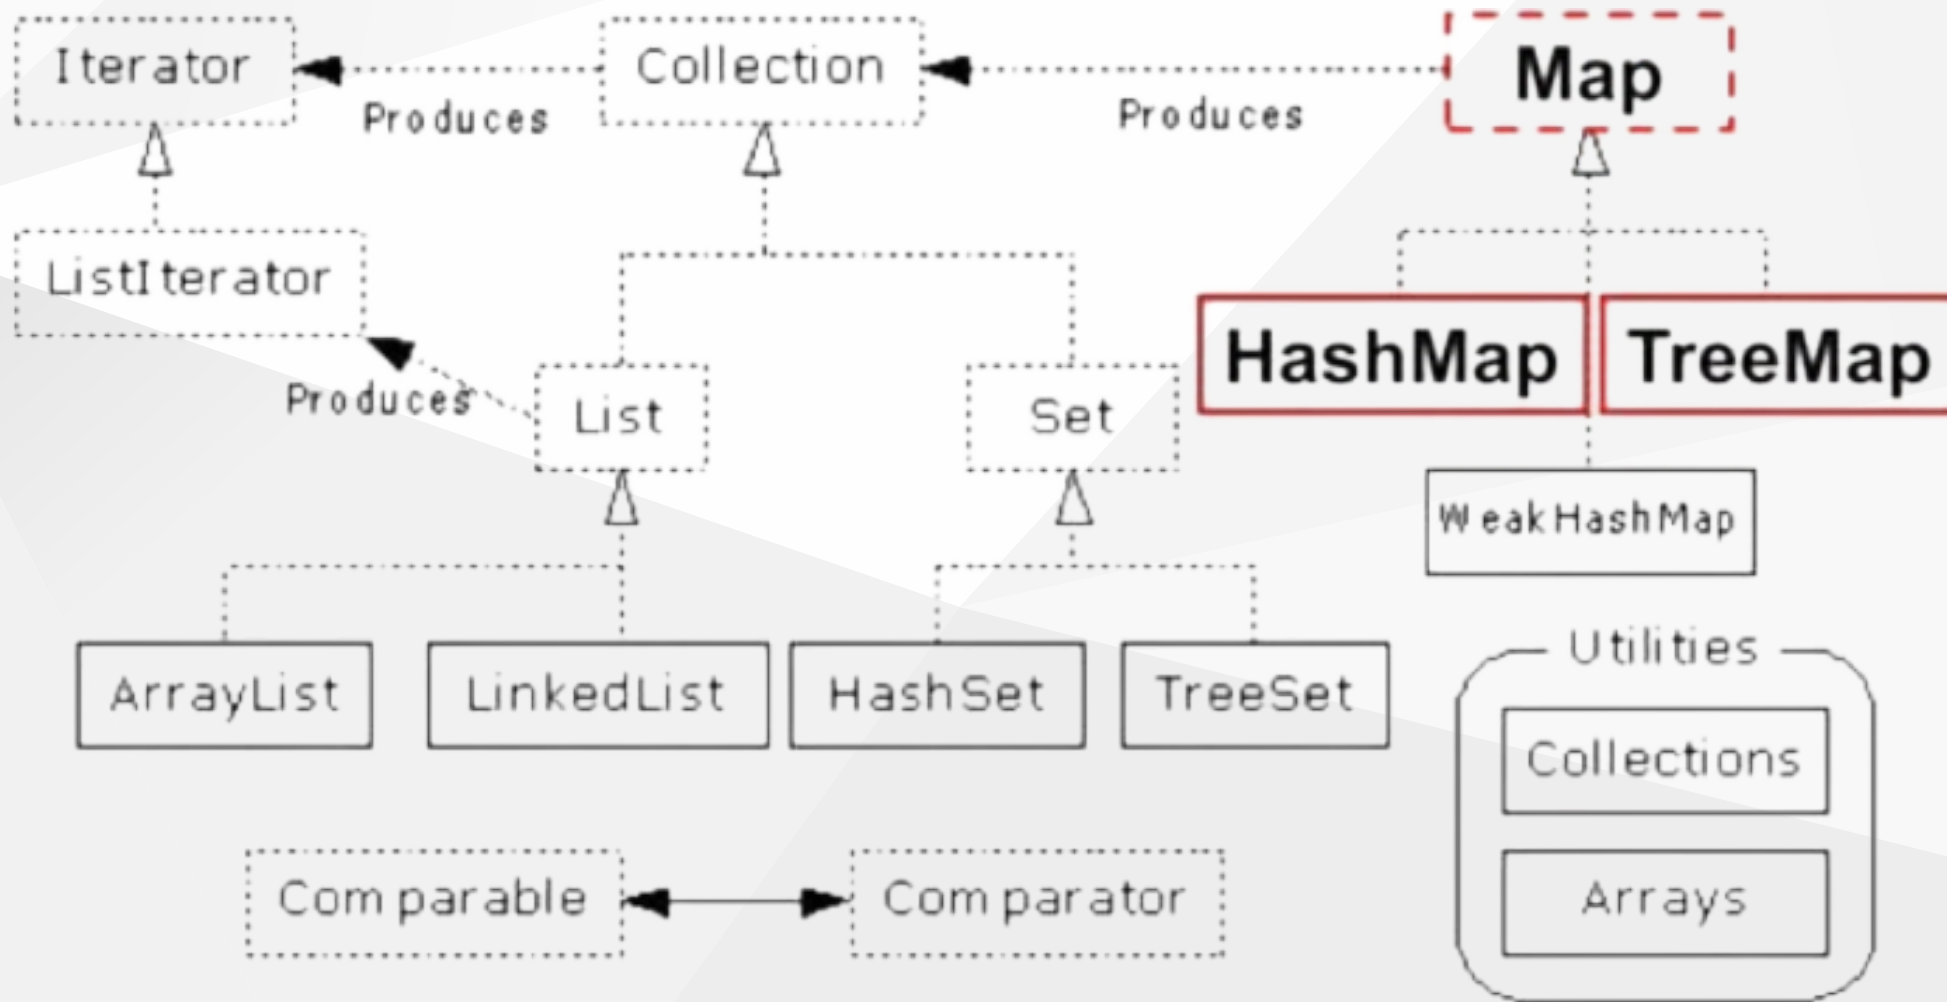 Iterator
Collection
Map
Produces
Produces
ListIterator
HashMap
TreeMap
Produces
List
Set
WeakHashMap
Utilities
ArrayList
LinkedList
HashSet
TreeSet
Collections
Comparable
Comparator
Arrays